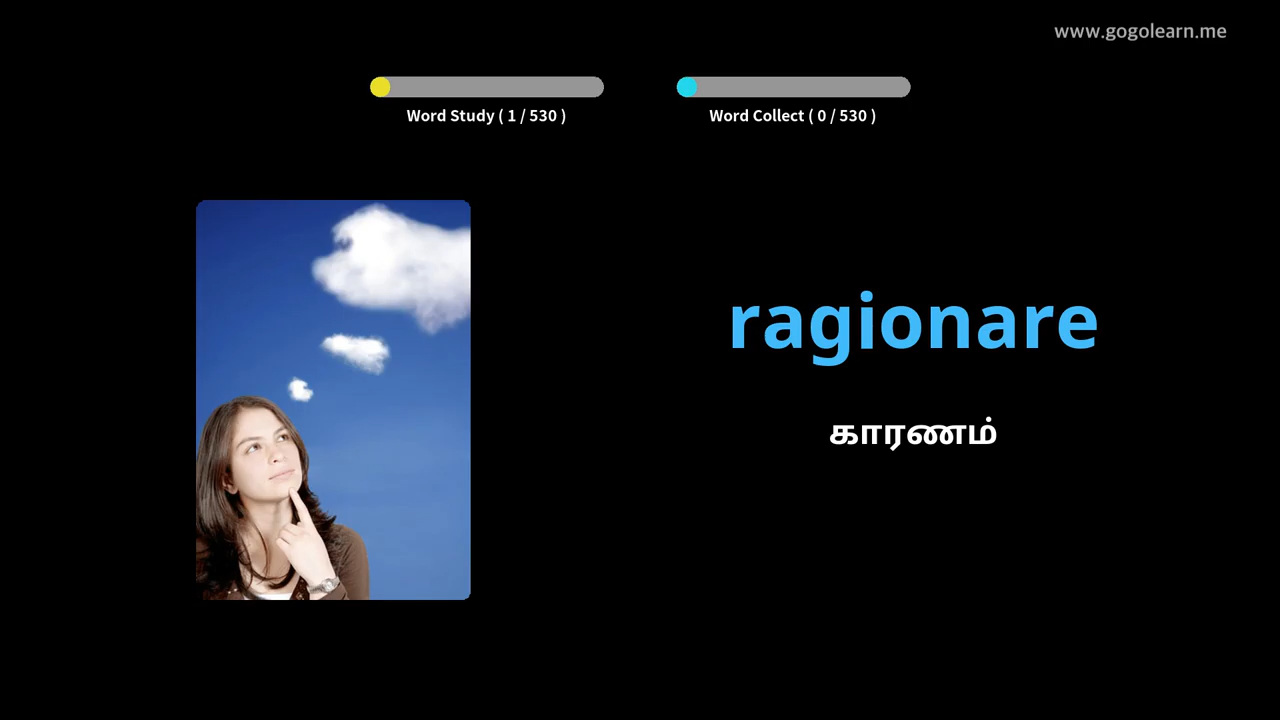 www.gogolearn.me
Word Study ( 1 / 530 )
Word Collect ( 0 / 530 )
ragionare
காரணம்